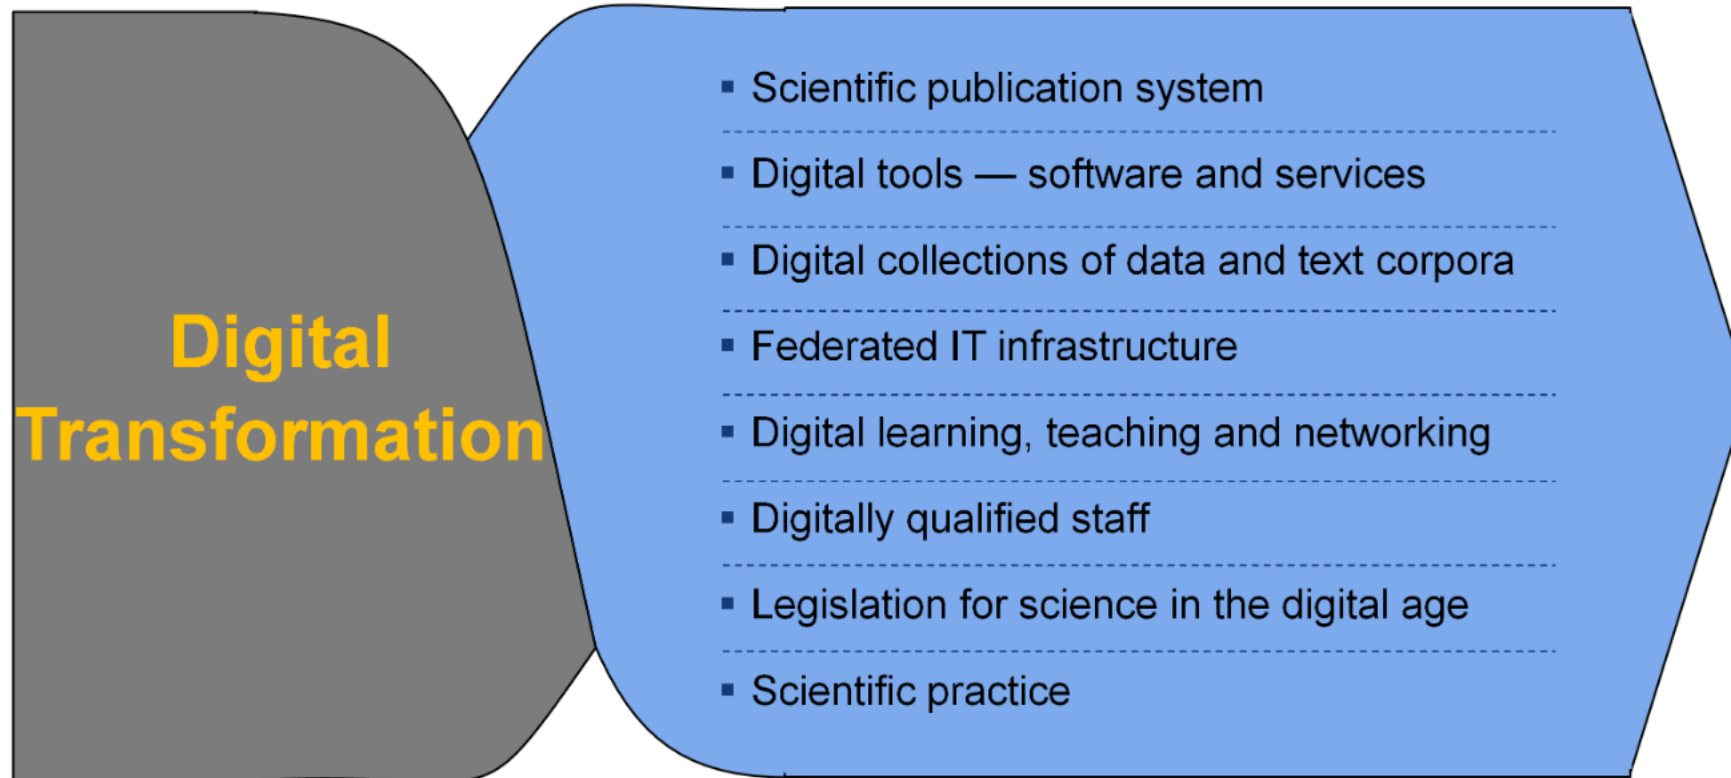 Digital
Transformation
▪ Scientific publication system
▪ Digital tools — software and services
▪ Digital collections of data and text corpora
▪ Federated IT infrastructure
▪ Digital learning, teaching and networking
▪ Digitally qualified staff
▪ Legislation for science in the digital age
▪ Scientific practice